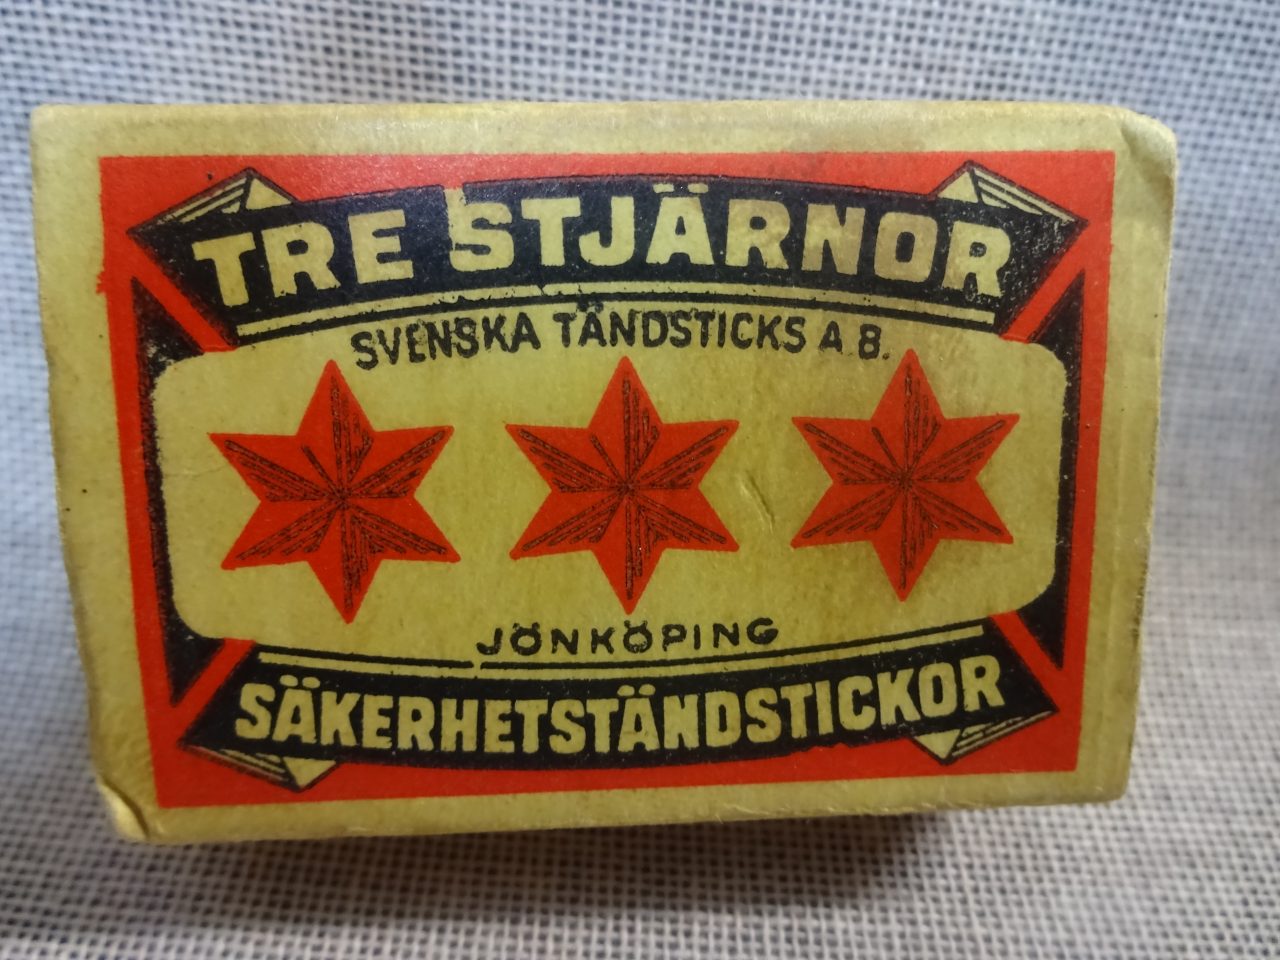 TRE STJÄRNOR
SVENSKA TÄNDSTICKS A B.
JÖNKÖPING
SÄKERHETSTÄNDSTICKOR